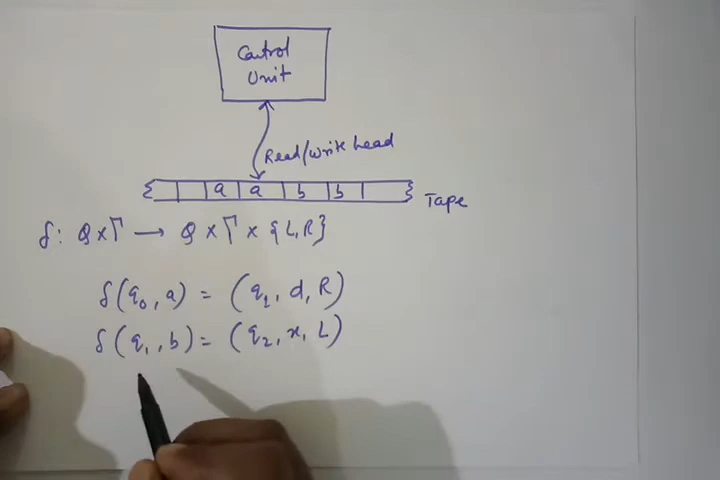 Control
Unit
Read/Write head
a a b b
Tape
δ: Q×Γ → Q×Γ×{L,R}
δ(q₀, a) = (q₁, d, R)
δ(q₁, b) = (q₂, x, L)